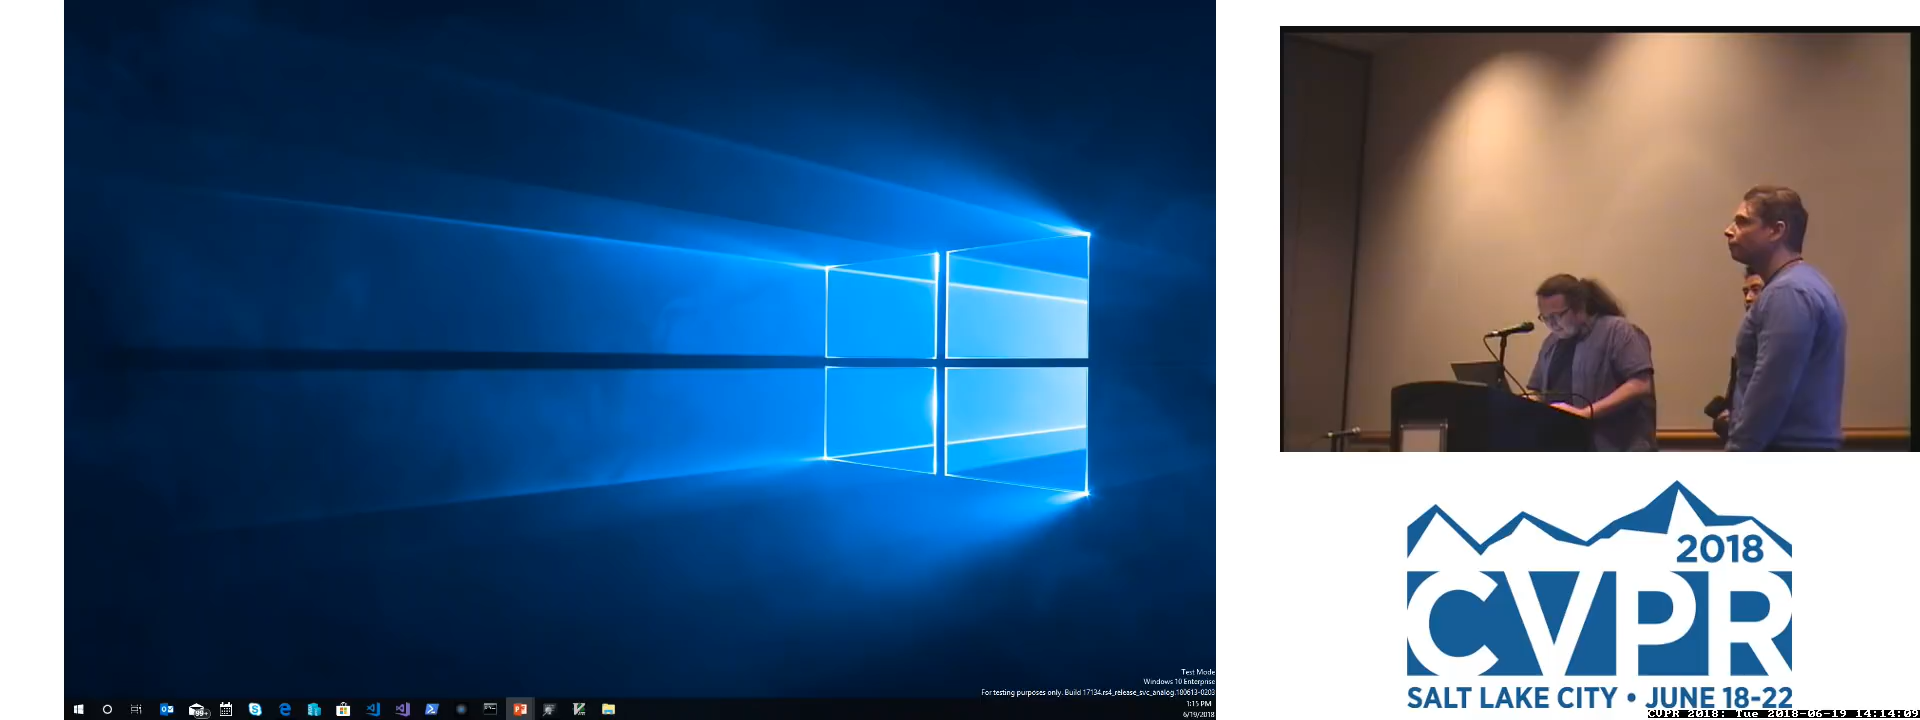 Test Mode
Windows 10 Enterprise
For testing purposes only. Build 17134.rs4_release_svc_analog.180613-0203
99+
1:15 PM
6/19/2018
2018
CVPR
SALT LAKE CITY • JUNE 18-22
CVPR 2018: Tue 2018-06-19 14:14:09